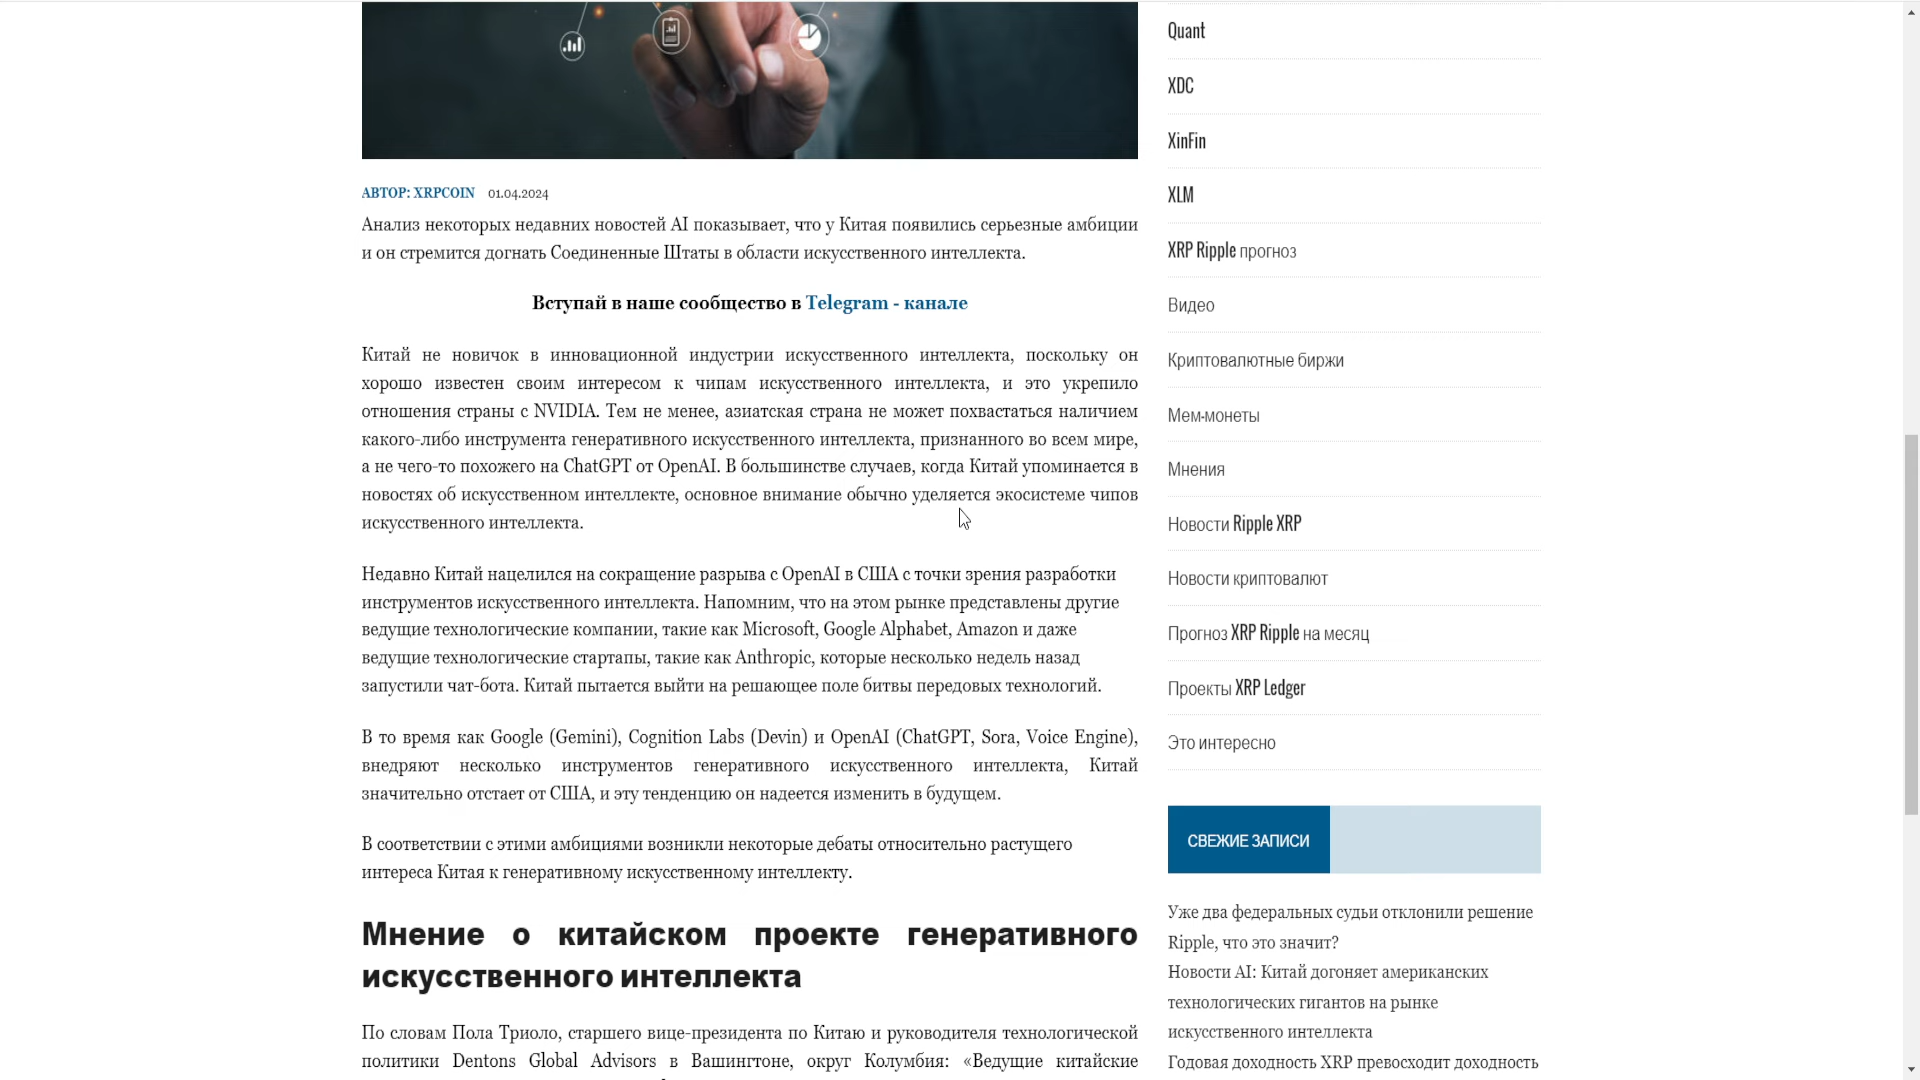 АВТОР: XRPCOIN 01.04.2024
Анализ некоторых недавних новостей AI показывает, что у Китая появились серьезные амбиции
и он стремится догнать Соединенные Штаты в области искусственного интеллекта.
Вступай в наше сообщество в Telegram - канале
Китай не новичок в инновационной индустрии искусственного интеллекта, поскольку он
хорошо известен своим интересом к чипам искусственного интеллекта, и это укрепило
отношения страны с NVIDIA. Тем не менее, азиатская страна не может похвастаться наличием
какого-либо инструмента генеративного искусственного интеллекта, признанного во всем мире,
а не чего-то похожего на ChatGPT от OpenAI. В большинстве случаев, когда Китай упоминается в
новостях об искусственном интеллекте, основное внимание обычно уделяется экосистеме чипов
искусственного интеллекта.
Недавно Китай нацелился на сокращение разрыва с OpenAI в США с точки зрения разработки
инструментов искусственного интеллекта. Напомним, что на этом рынке представлены другие
ведущие технологические компании, такие как Microsoft, Google Alphabet, Amazon и даже
ведущие технологические стартапы, такие как Anthropic, которые несколько недель назад
запустили чат-бота. Китай пытается выйти на решающее поле битвы передовых технологий.
В то время как Google (Gemini), Cognition Labs (Devin) и OpenAI (ChatGPT, Sora, Voice Engine),
внедряют несколько инструментов генеративного искусственного интеллекта, Китай
значительно отстает от США, и эту тенденцию он надеется изменить в будущем.
В соответствии с этими амбициями возникли некоторые дебаты относительно растущего
интереса Китая к генеративному искусственному интеллекту.
Мнение о китайском проекте генеративного
искусственного интеллекта
По словам Пола Триоло, старшего вице-президента по Китаю и руководителя технологической
политики Dentons Global Advisors в Вашингтоне, округ Колумбия: «Ведущие китайские
Quant
XDC
XinFin
XLM
XRP Ripple прогноз
Видео
Криптовалютные биржи
Мем-монеты
Мнения
Новости Ripple XRP
Новости криптовалют
Прогноз XRP Ripple на месяц
Проекты XRP Ledger
Это интересно
СВЕЖИЕ ЗАПИСИ
Уже два федеральных судьи отклонили решение
Ripple, что это значит?
Новости AI: Китай догоняет американских
технологических гигантов на рынке
искусственного интеллекта
Годовая доходность XRP превосходит доходность